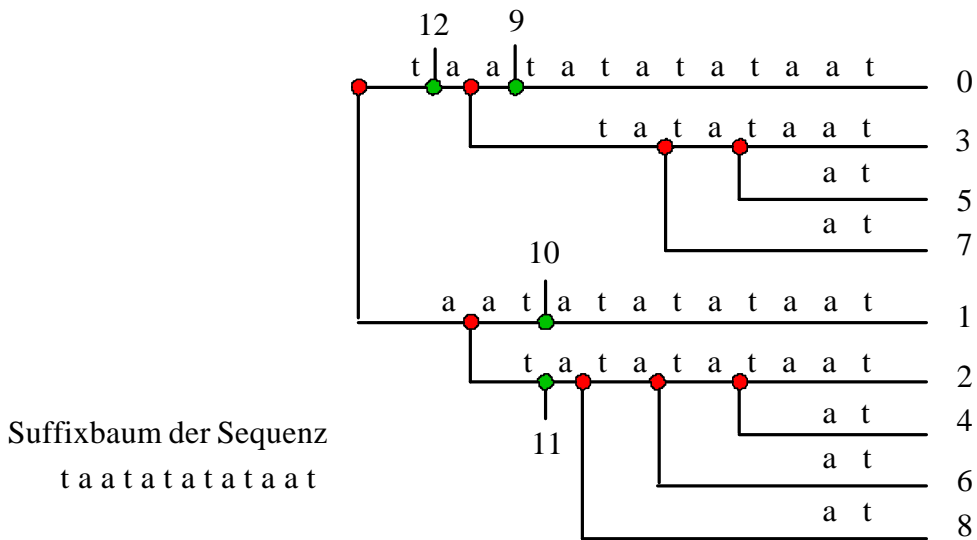 12 9
t a a t a t a t a t a a t 0
t a t a t a a t 3
a t 5
a t 7
10
a a t a t a t a t a a t 1
t a t a t a t a a t 2
a t 4
11
a t 6
a t 8
Suffixbaum der Sequenz
t a a t a t a t a t a a t